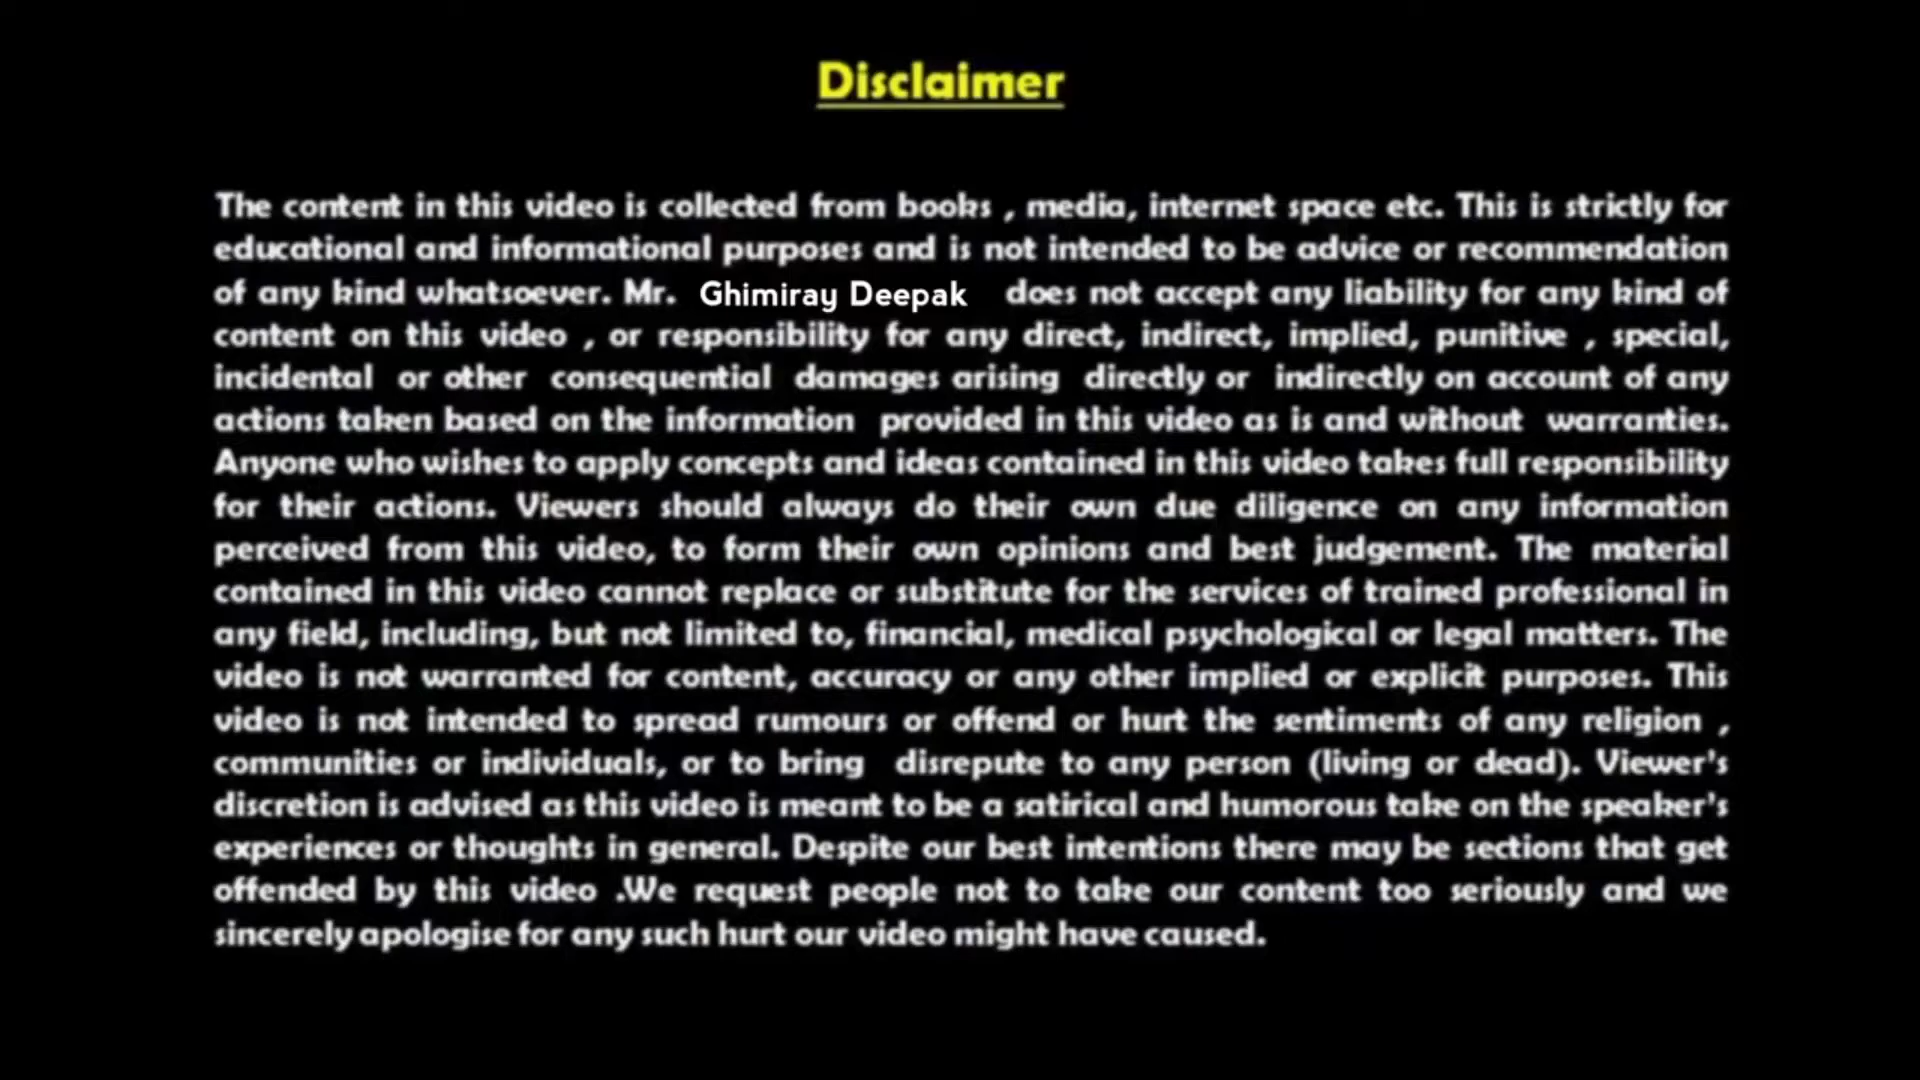 Disclaimer
The content in this video is collected from books , media, internet space etc. This is strictly for
educational and informational purposes and is not intended to be advice or recommendation
of any kind whatsoever. Mr. Ghimiray Deepak does not accept any liability for any kind of
content on this video , or responsibility for any direct, indirect, implied, punitive , special,
incidental or other consequential damages arising directly or indirectly on account of any
actions taken based on the information provided in this video as is and without warranties.
Anyone who wishes to apply concepts and ideas contained in this video takes full responsibility
for their actions. Viewers should always do their own due diligence on any information
perceived from this video, to form their own opinions and best judgement. The material
contained in this video cannot replace or substitute for the services of trained professional in
any field, including, but not limited to, financial, medical psychological or legal matters. The
video is not warranted for content, accuracy or any other implied or explicit purposes. This
video is not intended to spread rumours or offend or hurt the sentiments of any religion ,
communities or individuals, or to bring disrepute to any person (living or dead). Viewer's
discretion is advised as this video is meant to be a satirical and humorous take on the speaker's
experiences or thoughts in general. Despite our best intentions there may be sections that get
offended by this video .We request people not to take our content too seriously and we
sincerely apologise for any such hurt our video might have caused.